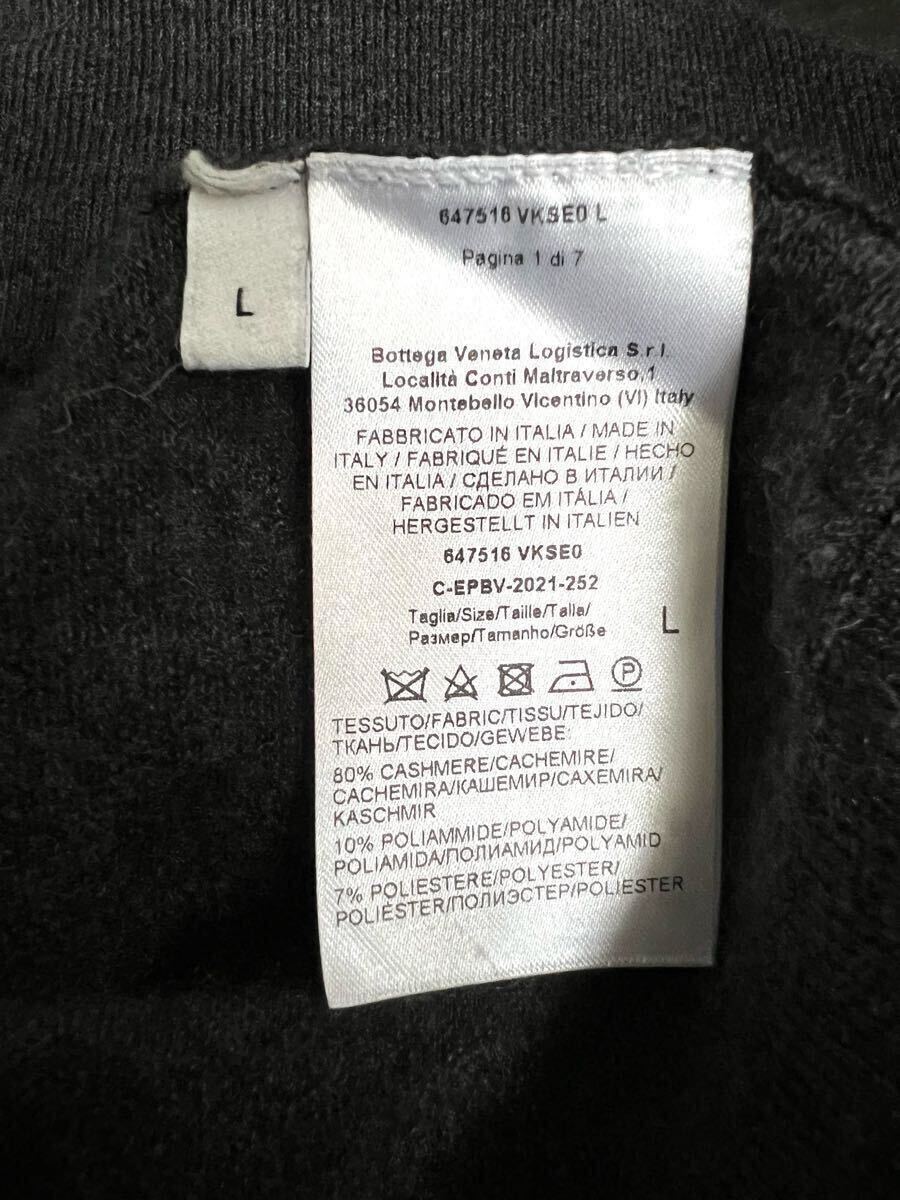 L
647516 VKSE0 L
Pagina 1 di 7
Bottega Veneta Logistica S.r.l.
Località Conti Maltraverso,1
36054 Montebello Vicentino (VI) Italy
FABBRICATO IN ITALIA / MADE IN
ITALY / FABRIQUÉ EN ITALIE / HECHO
EN ITALIA / СДЕЛАНО В ИТАЛИИ /
FABRICADO EM ITÁLIA /
HERGESTELLT IN ITALIEN
647516 VKSE0
C-EPBV-2021-252
Taglia/Size/Taille/Talla/
Размер/Tamanho/Größe
L
P
TESSUTO/FABRIC/TISSU/TEJIDO/
ТКАНЬ/TECIDO/GEWEBE:
80% CASHMERE/CACHEMIRE/
CACHEMIRA/КАШЕМИР/CAXEMIRA/
KASCHMIR
10% POLIAMMIDE/POLYAMIDE/
POLIAMIDA/ПОЛИАМИД/POLYAMID
7% POLIESTERE/POLYESTER/
POLIÉSTER/ПОЛИЭСТЕР/POLIESTER